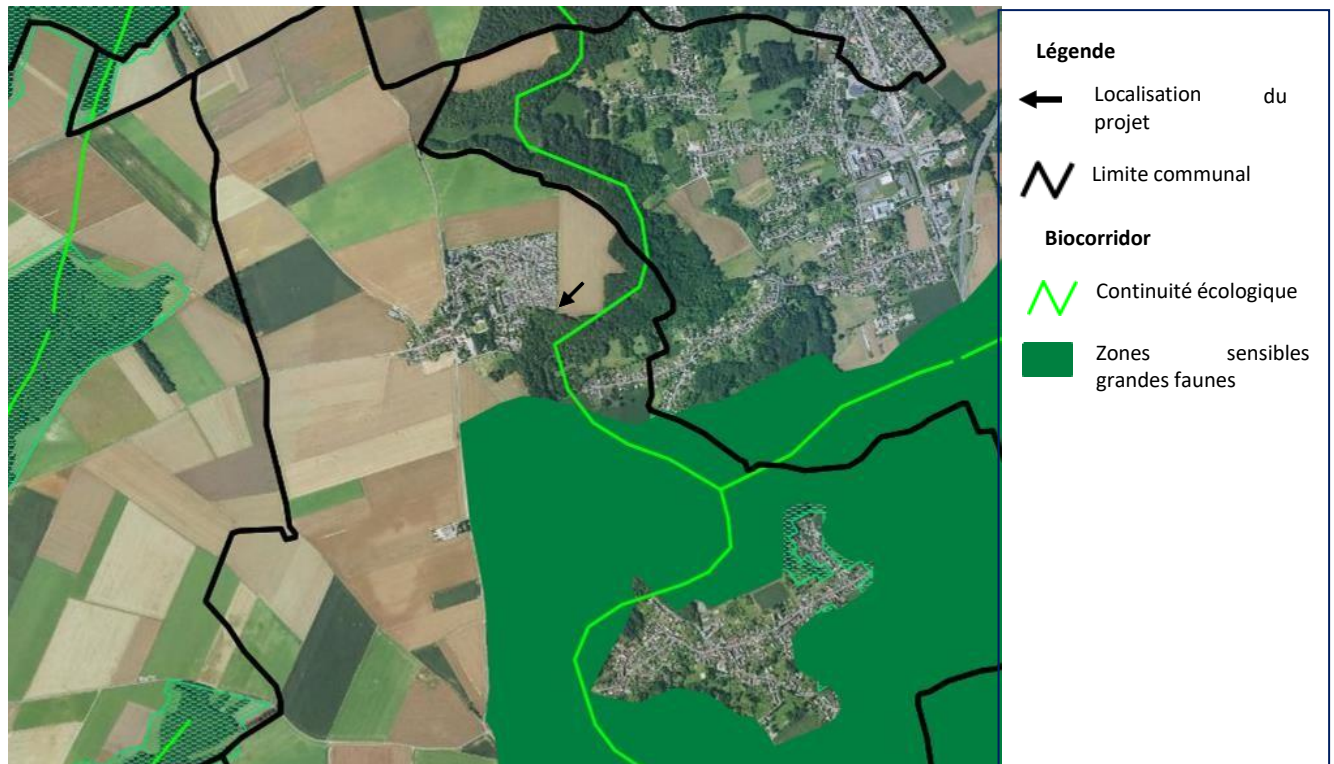 Légende
Localisation du
projet
Limite communal
Biocorridor
Continuité écologique
Zones sensibles
grandes faunes